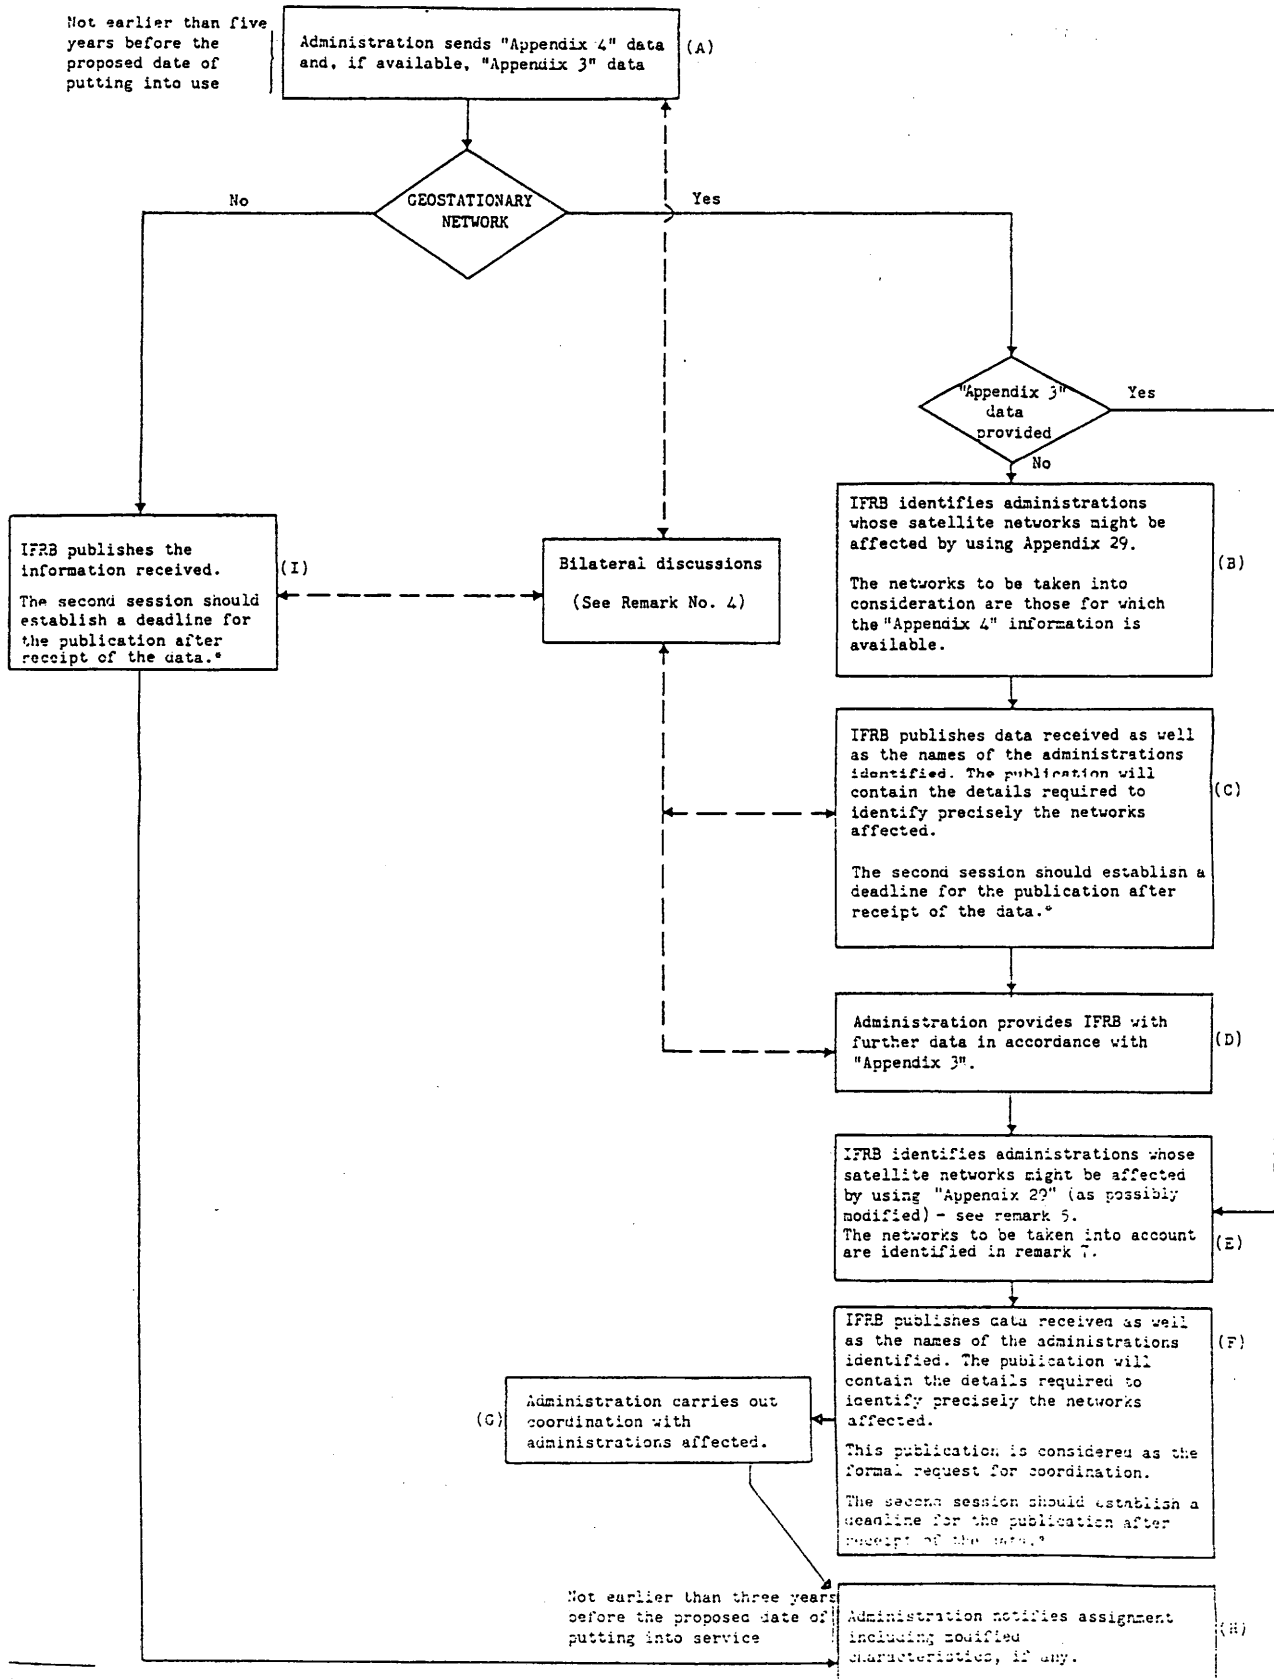 Not earlier than five
years before the
proposed date of
putting into use
Administration sends "Appendix 4" data
and, if available, "Appendix 3" data
(A)
GEOSTATIONARY
NETWORK
No
Yes
"Appendix 3"
data
provided
Yes
No
IFRB identifies administrations
whose satellite networks might be
affected by using Appendix 29.
The networks to be taken into
consideration are those for which
the "Appendix 4" information is
available.
(B)
IFRB publishes the
information received.
The second session should
establish a deadline for
the publication after
receipt of the data.*
(I)
Bilateral discussions
(See Remark No. 4)
IFRB publishes data received as well
as the names of the administrations
identified. The publication will
contain the details required to
identify precisely the networks
affected.
The second session should establish a
deadline for the publication after
receipt of the data.*
(C)
Administration provides IFRB with
further data in accordance with
"Appendix 3".
(D)
IFRB identifies administrations whose
satellite networks might be affected
by using "Appendix 29" (as possibly
modified) - see remark 5.
The networks to be taken into account
are identified in remark 7.
(E)
IFRB publishes data received as well
as the names of the administrations
identified. The publication will
contain the details required to
identify precisely the networks
affected.
This publication is considered as the
formal request for coordination.
The second session should establish a
deadline for the publication after
receipt of the data.*
(F)
(G)
Administration carries out
coordination with
administrations affected.
Not earlier than three years
before the proposed date of
putting into service
Administration notifies assignment
including modified
characteristics, if any.
(H)